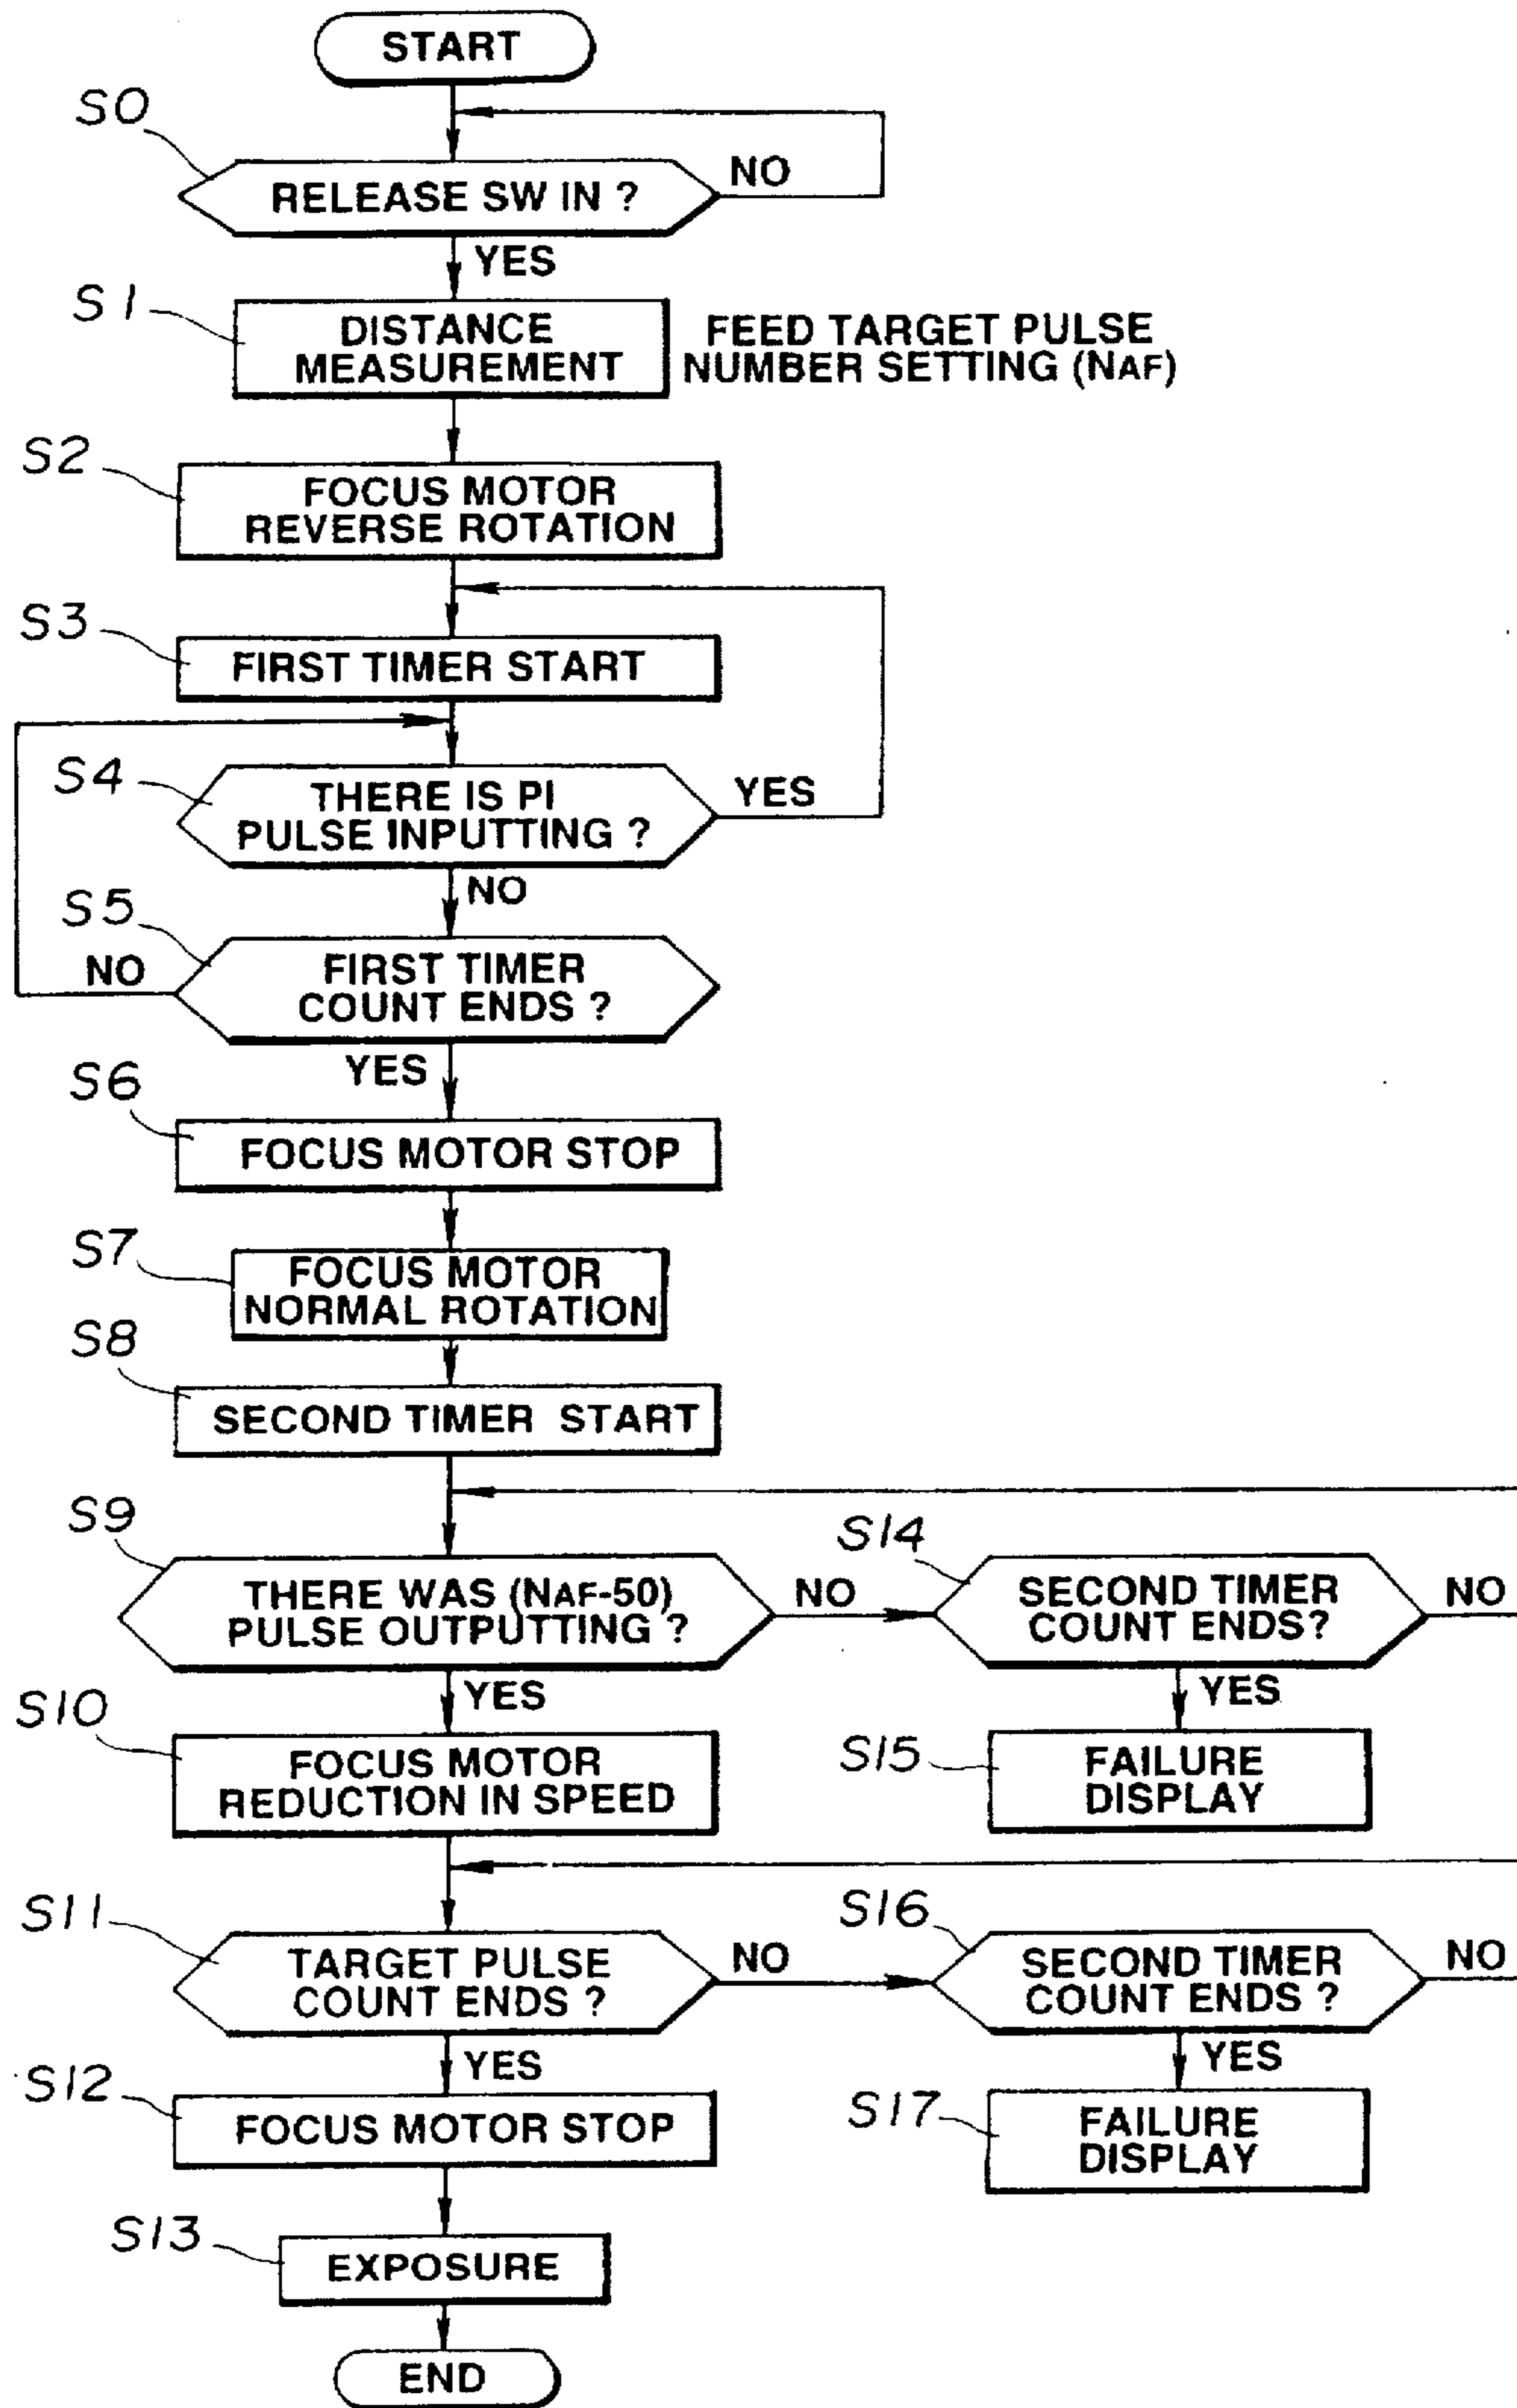 START
S0
RELEASE SW IN ?
NO
YES
S1
DISTANCE
MEASUREMENT
FEED TARGET PULSE
NUMBER SETTING (NAF)
S2
FOCUS MOTOR
REVERSE ROTATION
S3
FIRST TIMER START
S4
THERE IS PI
PULSE INPUTTING ?
YES
NO
S5
FIRST TIMER
COUNT ENDS ?
NO
YES
S6
FOCUS MOTOR STOP
S7
FOCUS MOTOR
NORMAL ROTATION
S8
SECOND TIMER START
S9
THERE WAS (NAF-50)
PULSE OUTPUTTING ?
NO
S14
SECOND TIMER
COUNT ENDS?
NO
YES
YES
S10
FOCUS MOTOR
REDUCTION IN SPEED
S15
FAILURE
DISPLAY
S11
TARGET PULSE
COUNT ENDS ?
NO
S16
SECOND TIMER
COUNT ENDS ?
NO
YES
YES
S12
FOCUS MOTOR STOP
S17
FAILURE
DISPLAY
S13
EXPOSURE
END